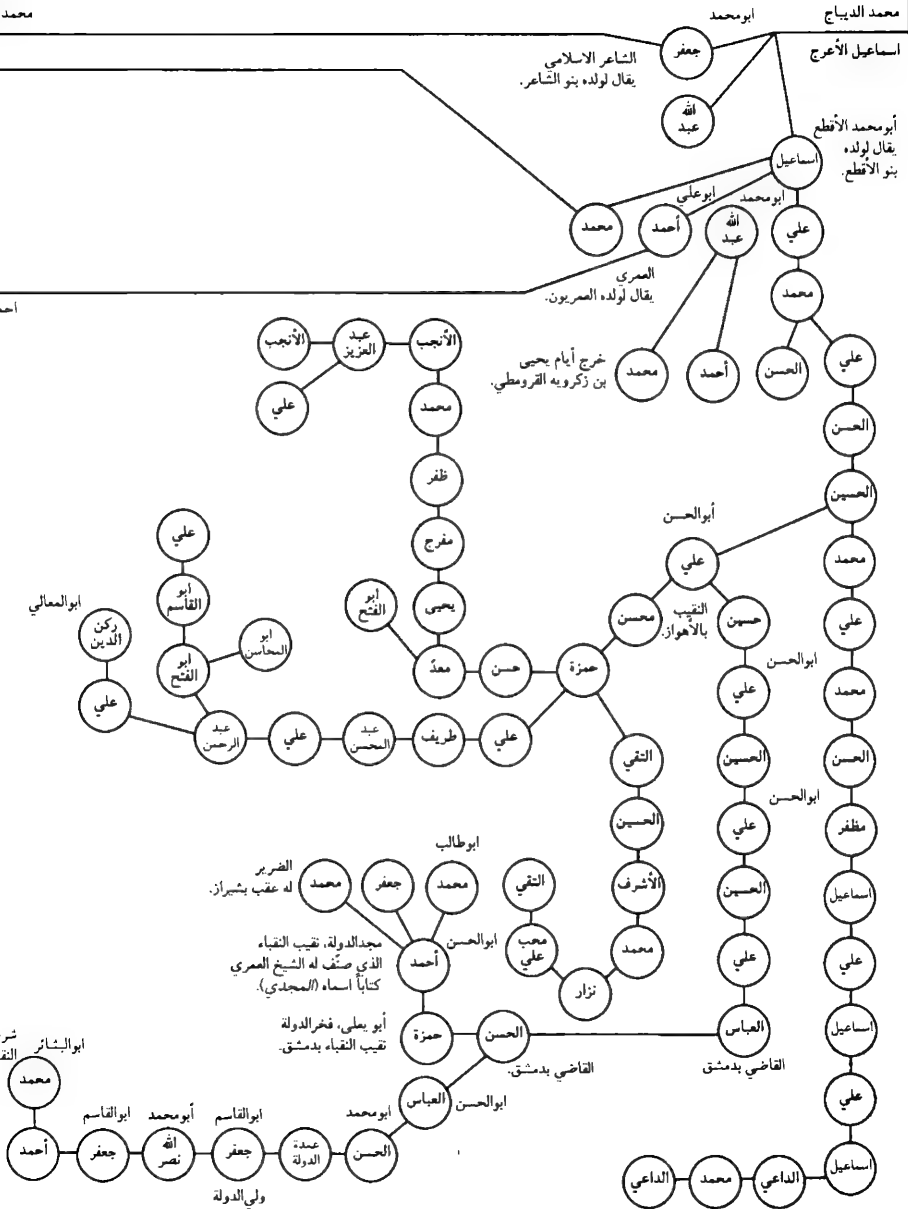 محمد الديباج
ابومحمد
محمد
اسماعيل الأعرج
جعفر
الشاعر الاسلامي
يقال لولده بنو الشاعر.
الله
عبد
أبومحمد الأقطع
يقال لولده
بنو الأقطع.
اسماعيل
ابومحمد
ابوعلي
علي
الله
عبد
أحمد
محمد
العمري
يقال لولده العمريون.
محمد
علي
الحسن
أحمد
محمد
خرج أيام يحيى
بن زكرويه القرومطي.
الأنجب
عبد
العزيز
الأنجب
علي
محمد
الحسن
ظفر
الحسين
أبوالحسن
مفرج
علي
محمد
علي
أبو
القاسم
يحيى
ابو
الفتح
محسن
النقيب
بالأهواز.
حسين
علي
ابوالمعالي
ركن
الدين
ابو
المحاسن
ابو
الفتح
معدّ
حسن
حمزة
ابوالحسن
علي
محمد
علي
عبد
الرحمن
علي
عبد
المحسن
طريف
علي
التقي
الحسين
الحسن
ابوالحسن
الحسين
علي
مظفر
ابوطالب
الضرير
له عقب بشيراز.
محمد
جعفر
محمد
التقي
الأشرف
الحسين
اسماعيل
ابوالحسن
مجدالدولة، نقيب النقباء
الذي صنّف له الشيخ العمري
كتاباً اسماه (المجدي).
أحمد
محب
علي
محمد
علي
علي
نزار
أبو يعلى، فخرالدولة
نقيب النقباء بدمشق.
حمزة
الحسن
العباس
اسماعيل
القاضي بدمشق.
القاضي بدمشق
ابوالبشائر
محمد
ابوالحسن
العباس
علي
ابومحمد
ابوالقاسم
أبومحمد
ابوالقاسم
الحسن
عمدة
الدولة
جعفر
الله
نصر
جعفر
أحمد
ولي الدولة
اسماعيل
الداعي
محمد
الداعي